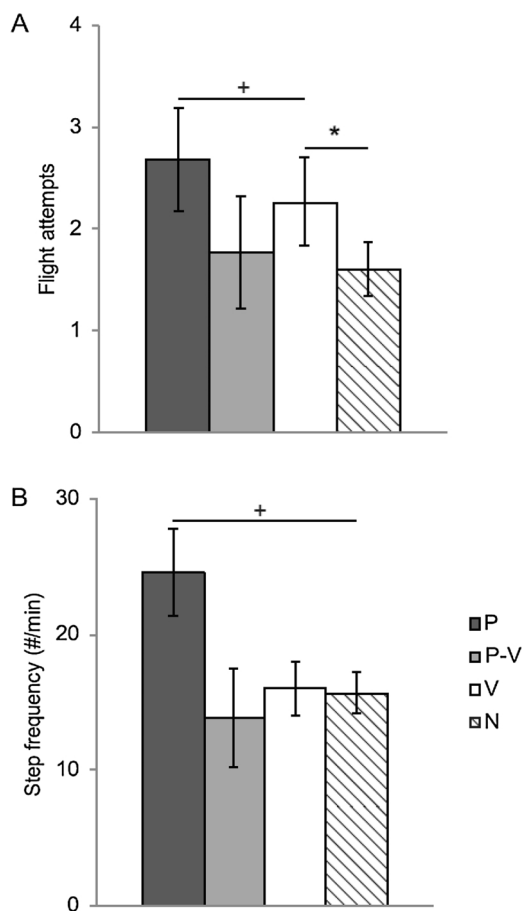 A
4
+
3
*
Flight attempts
2
1
0
B
30
+
20
Step frequency (#/min)
10
0
P
P-V
V
N